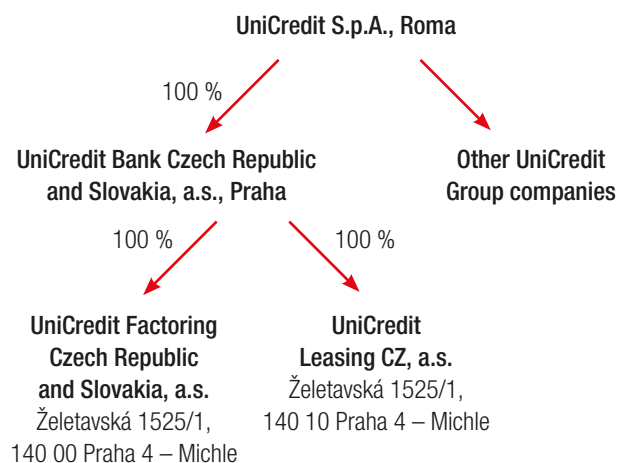 UniCredit S.p.A., Roma
100 %
UniCredit Bank Czech Republic
and Slovakia, a.s., Praha
Other UniCredit
Group companies
100 %
100 %
UniCredit Factoring
Czech Republic
and Slovakia, a.s.
Želetavská 1525/1,
140 00 Praha 4 – Michle
UniCredit
Leasing CZ, a.s.
Želetavská 1525/1,
140 10 Praha 4 – Michle